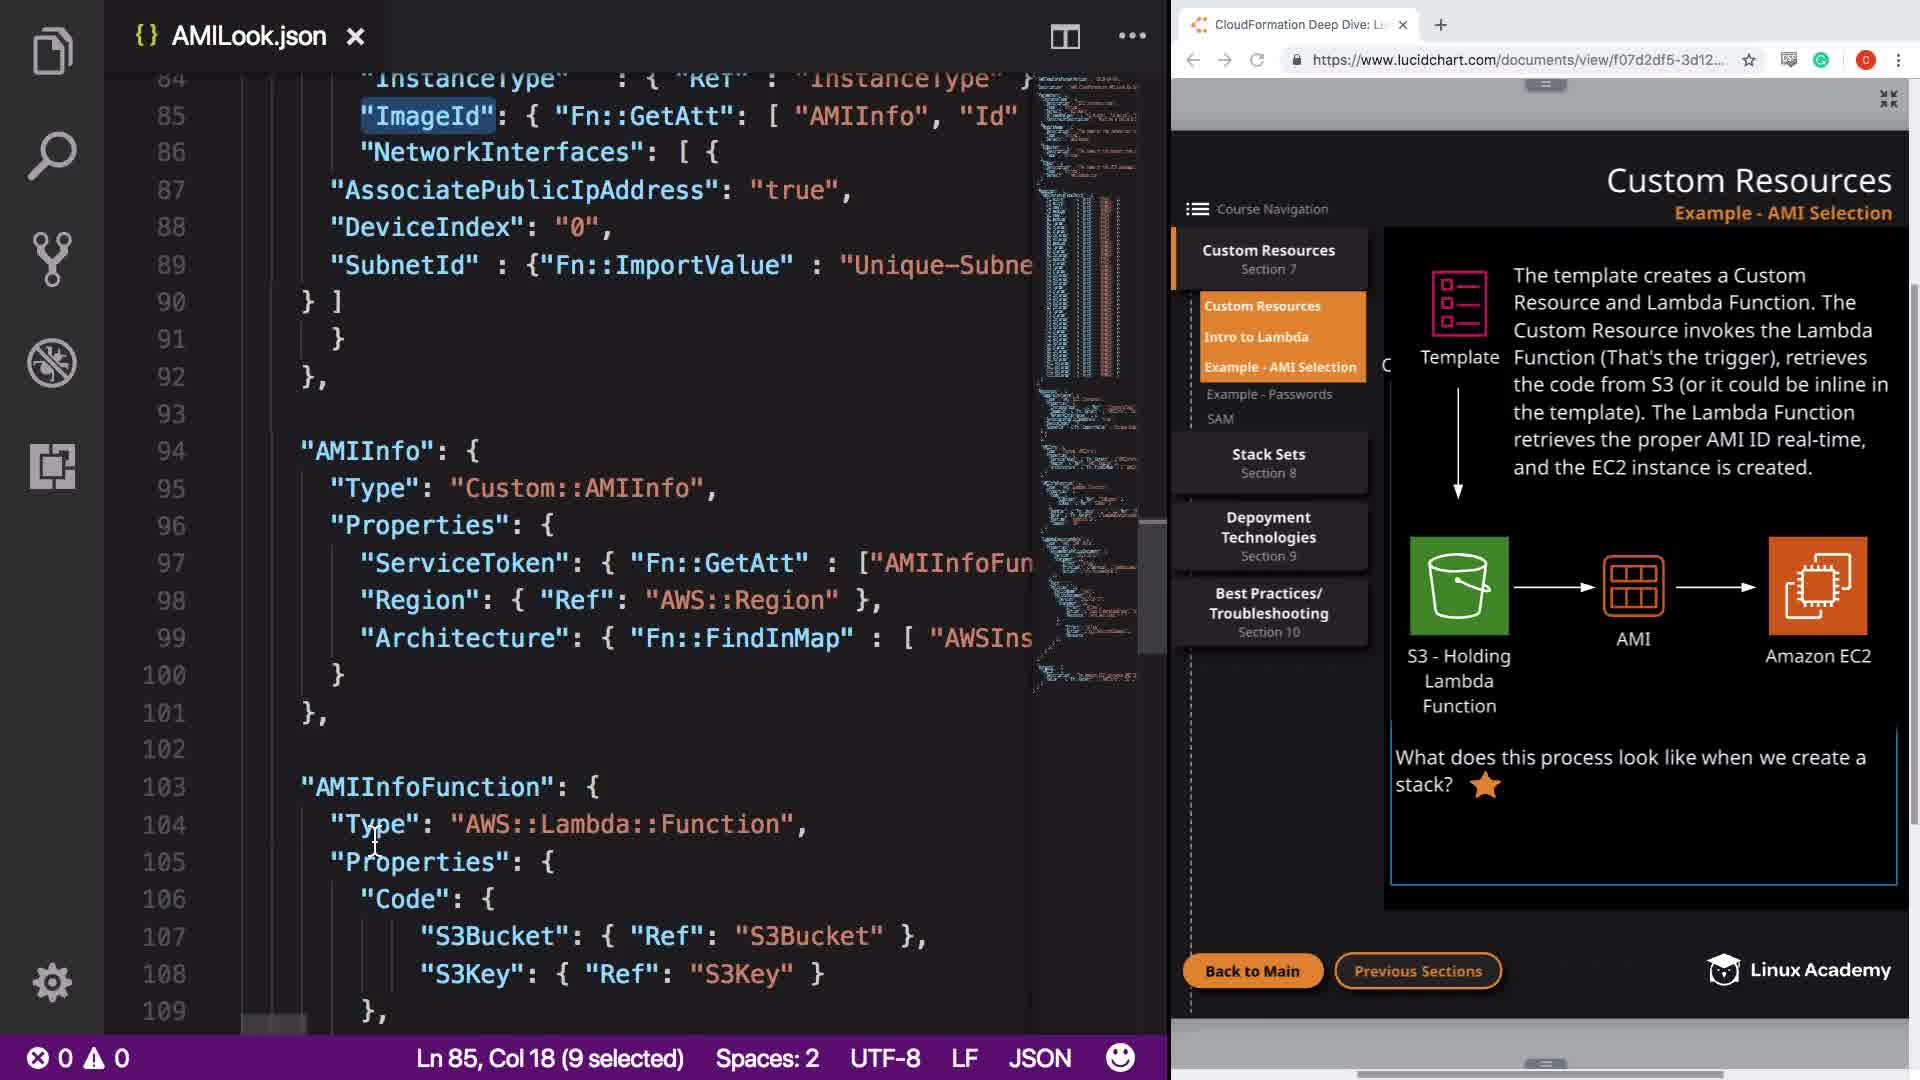 AMILook.json
84 "InstanceType" : { "Ref" : "InstanceType" }
85 "ImageId": { "Fn::GetAtt": [ "AMIInfo", "Id"
86 "NetworkInterfaces": [ {
87 "AssociatePublicIpAddress": "true",
88 "DeviceIndex": "0",
89 "SubnetId" : {"Fn::ImportValue" : "Unique-Subne
90 } ]
91 }
92 },
93
94 "AMIInfo": {
95 "Type": "Custom::AMIInfo",
96 "Properties": {
97 "ServiceToken": { "Fn::GetAtt" : ["AMIInfoFun
98 "Region": { "Ref": "AWS::Region" },
99 "Architecture": { "Fn::FindInMap" : [ "AWSIns
100 }
101 },
102
103 "AMIInfoFunction": {
104 "Type": "AWS::Lambda::Function",
105 "Properties": {
106 "Code": {
107 "S3Bucket": { "Ref": "S3Bucket" },
108 "S3Key": { "Ref": "S3Key" }
109 },
0 0
Ln 85, Col 18 (9 selected) Spaces: 2 UTF-8 LF JSON
CloudFormation Deep Dive:
https://www.lucidchart.com/documents/view/f07d2df5-3d12...
C
Custom Resources
Example - AMI Selection
Course Navigation
Custom Resources
Section 7
Custom Resources
Intro to Lambda
Example - AMI Selection
Example - Passwords
SAM
Stack Sets
Section 8
Depoyment
Technologies
Section 9
Best Practices/
Troubleshooting
Section 10
Template
The template creates a Custom
Resource and Lambda Function. The
Custom Resource invokes the Lambda
Function (That's the trigger), retrieves
the code from S3 (or it could be inline in
the template). The Lambda Function
retrieves the proper AMI ID real-time,
and the EC2 instance is created.
S3 - Holding
Lambda
Function
AMI
Amazon EC2
What does this process look like when we create a
stack?
Back to Main
Previous Sections
Linux Academy